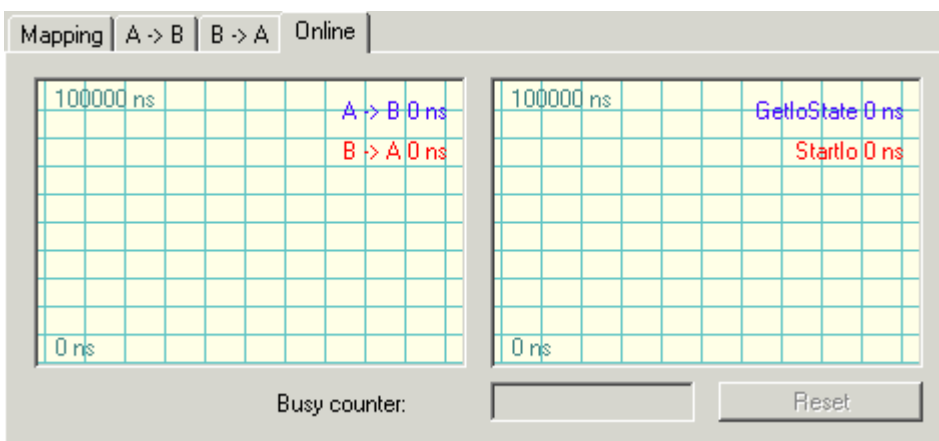 Mapping A -> B B -> A Online
100000 ns
A -> B 0 ns
B -> A 0 ns
0 ns
100000 ns
GetIoState 0 ns
StartIo 0 ns
0 ns
Busy counter:
Reset